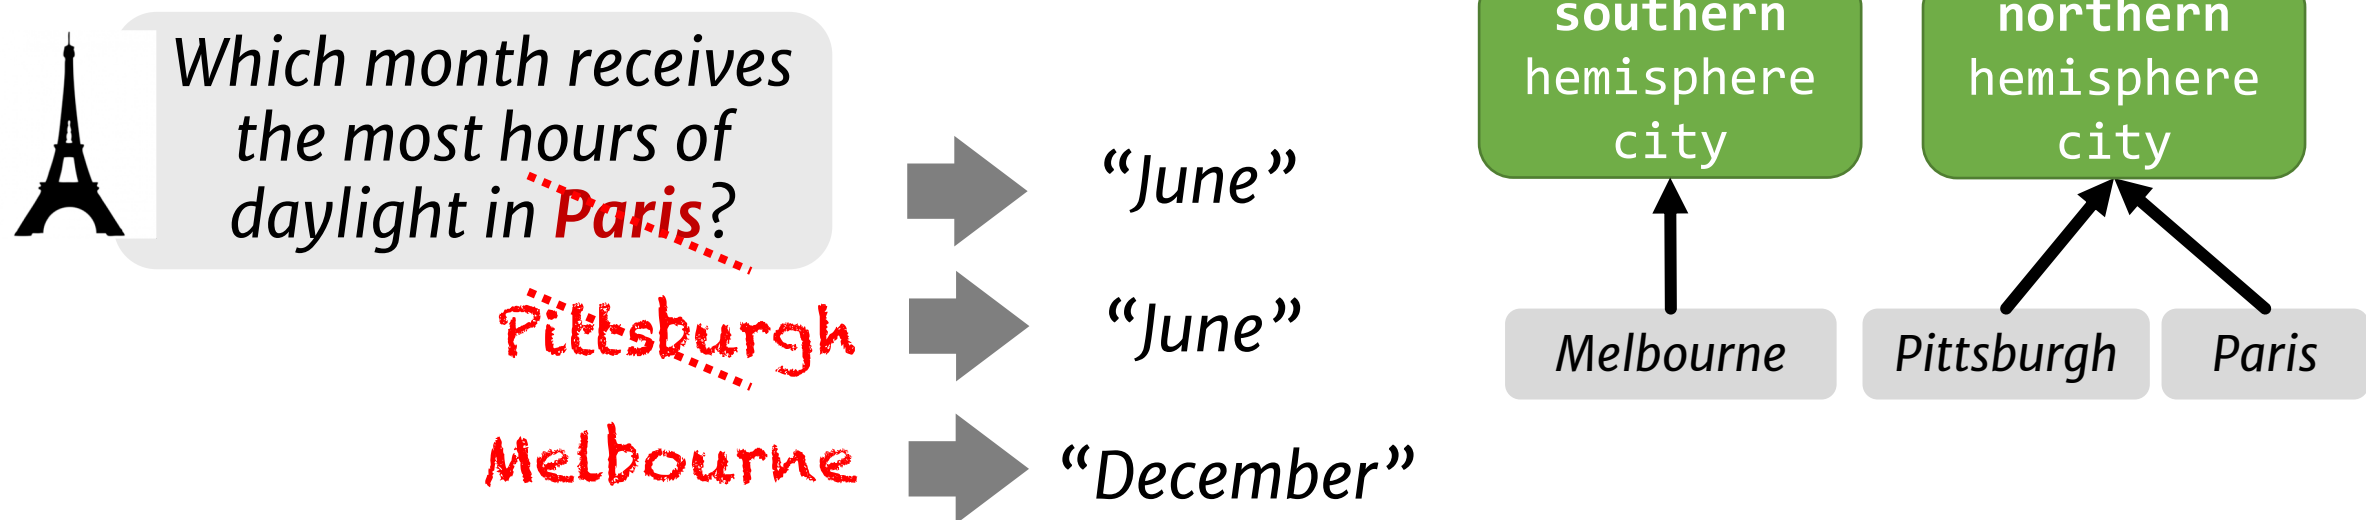 Which month receives
the most hours of
daylight in Paris?
Pittsburgh
Melbourne
“June”
“June”
“December”
southern
hemisphere
city
northern
hemisphere
city
Melbourne
Pittsburgh
Paris